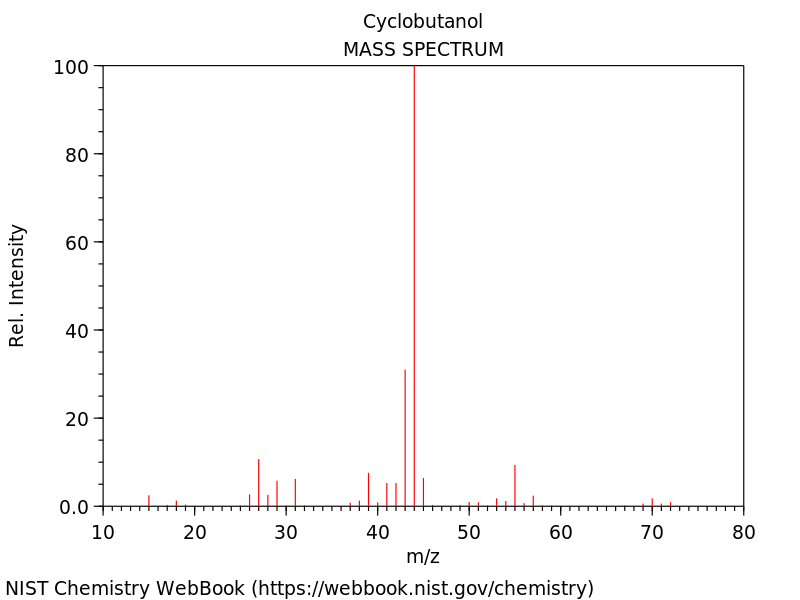 Cyclobutanol
MASS SPECTRUM
100
80
60
40
20
0.0
Rel. Intensity
10 20 30 40 50 60 70 80
m/z
NIST Chemistry WebBook (https://webbook.nist.gov/chemistry)